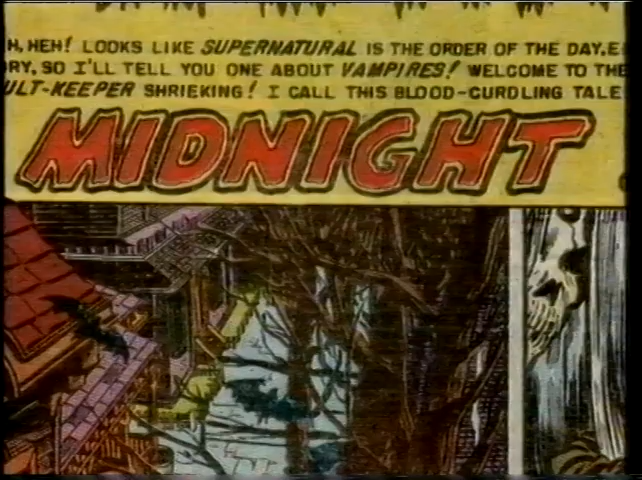 H, HEH! LOOKS LIKE SUPERNATURAL IS THE ORDER OF THE DAY, E
RY, SO I'LL TELL YOU ONE ABOUT VAMPIRES! WELCOME TO THE
ULT-KEEPER SHRIEKING! I CALL THIS BLOOD-CURDLING TALE
MIDNIGHT